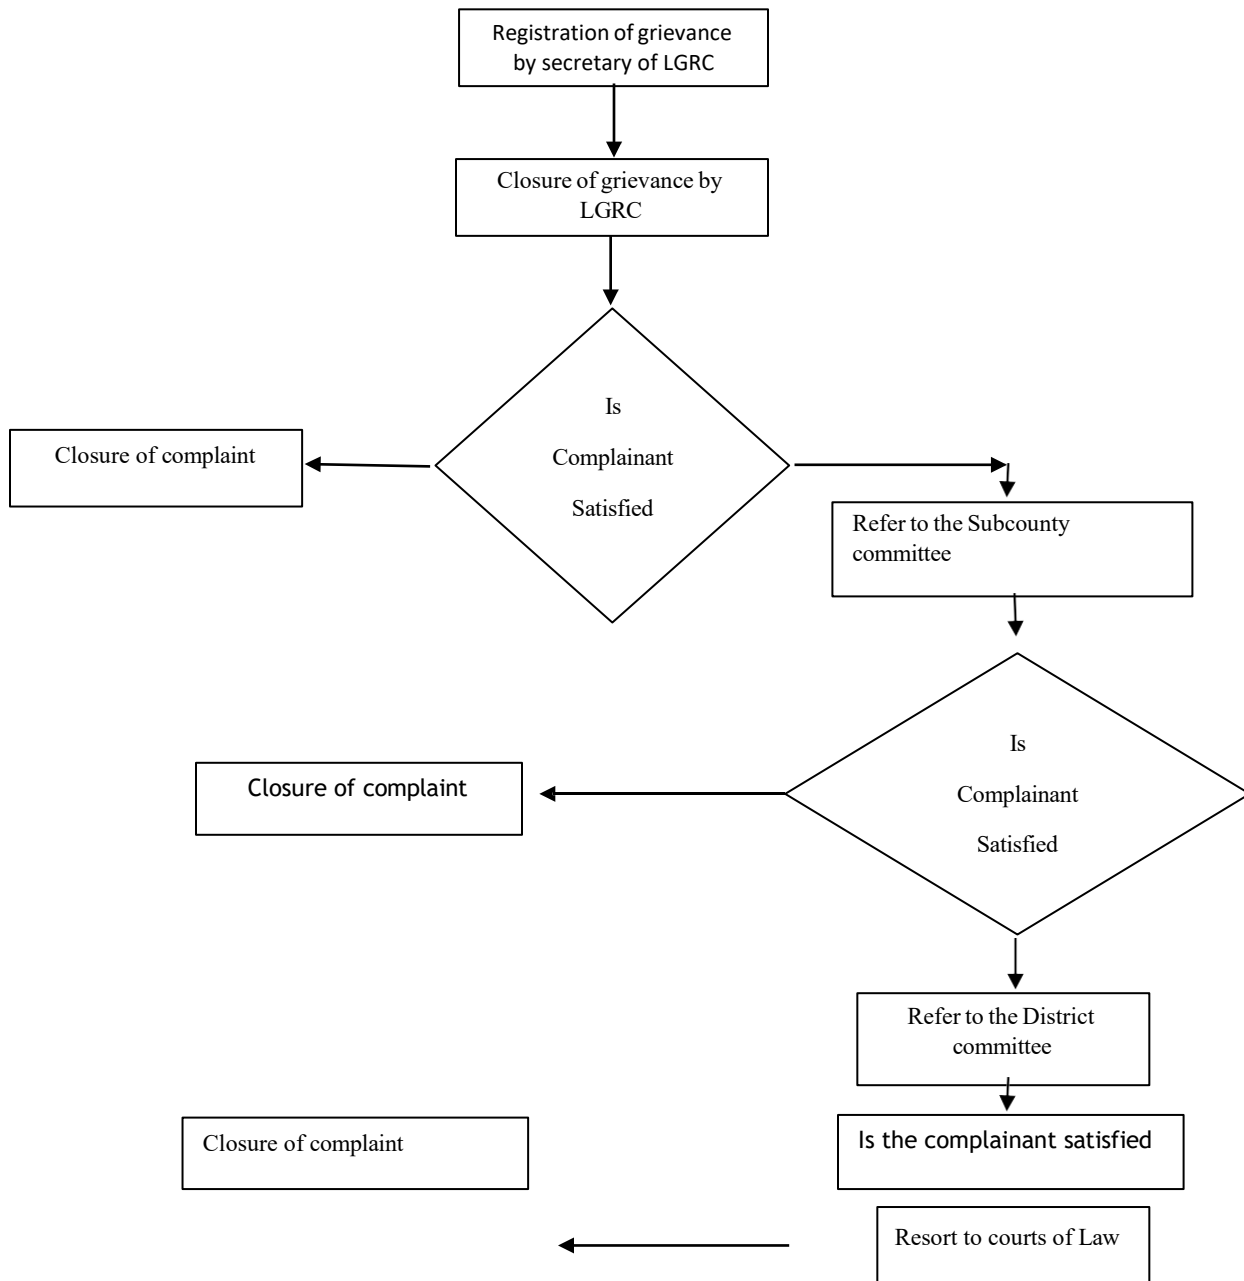 Registration of grievance
by secretary of LGRC
Closure of grievance by
LGRC
Is
Complainant
Satisfied
Closure of complaint
Refer to the Subcounty
committee
Is
Complainant
Satisfied
Closure of complaint
Refer to the District
committee
Closure of complaint
Is the complainant satisfied
Resort to courts of Law